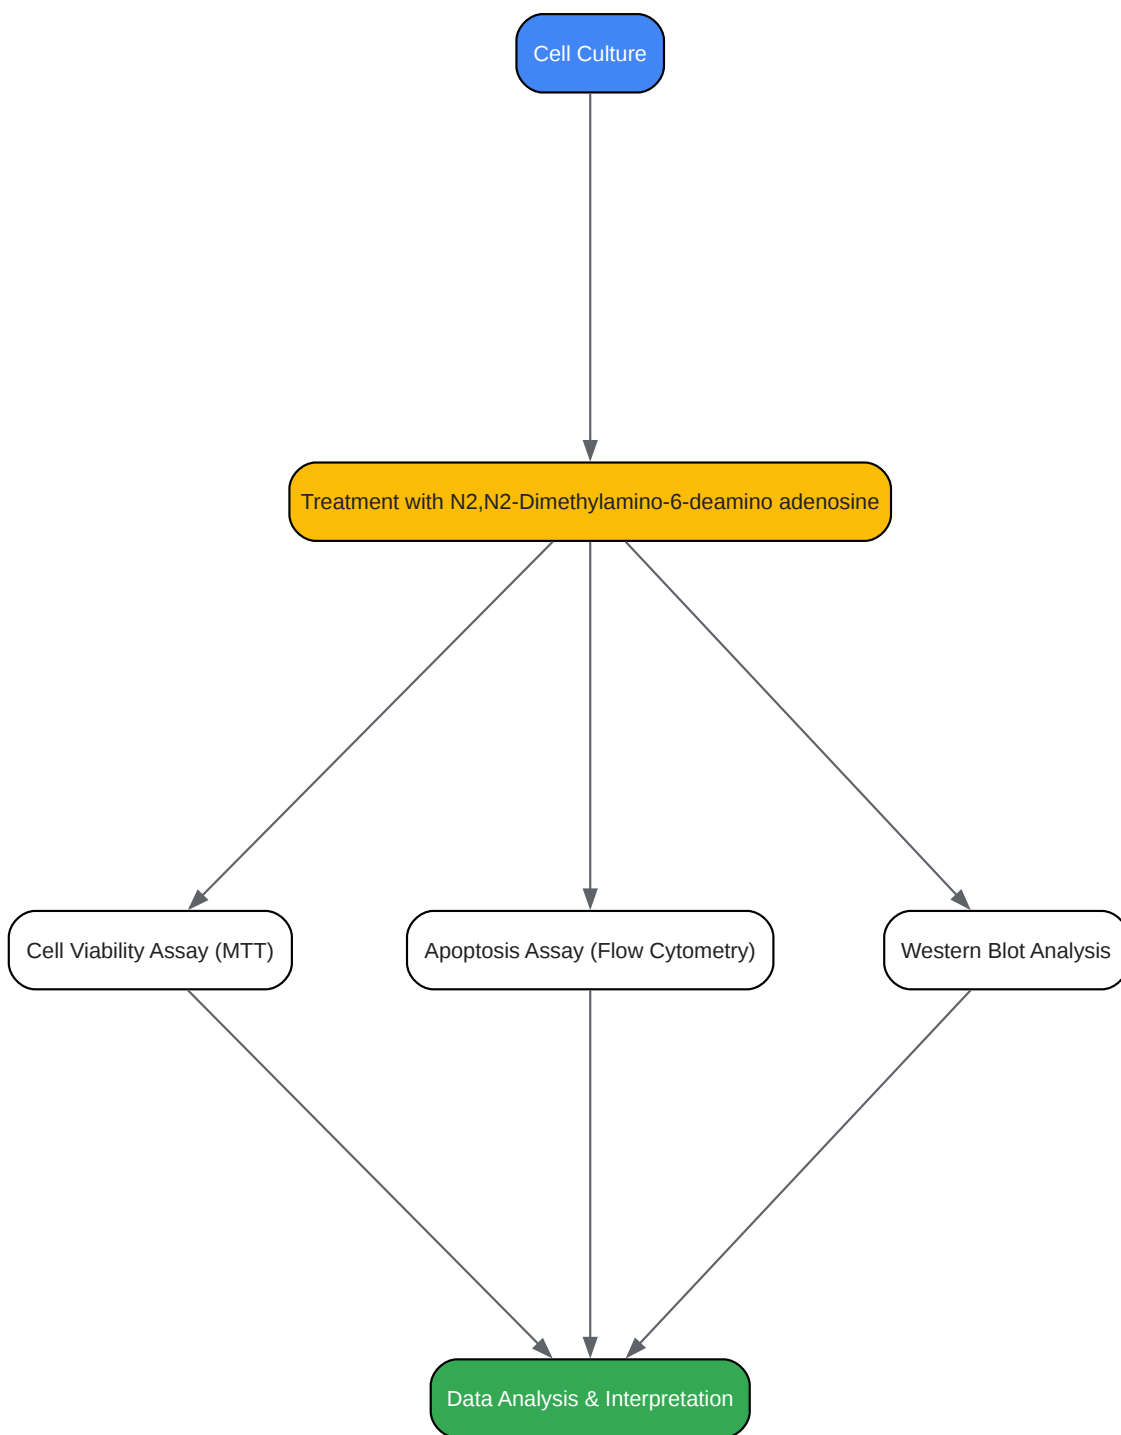 Cell Culture
Treatment with N2,N2-Dimethylamino-6-deamino adenosine
Cell Viability Assay (MTT)
Apoptosis Assay (Flow Cytometry)
Western Blot Analysis
Data Analysis & Interpretation